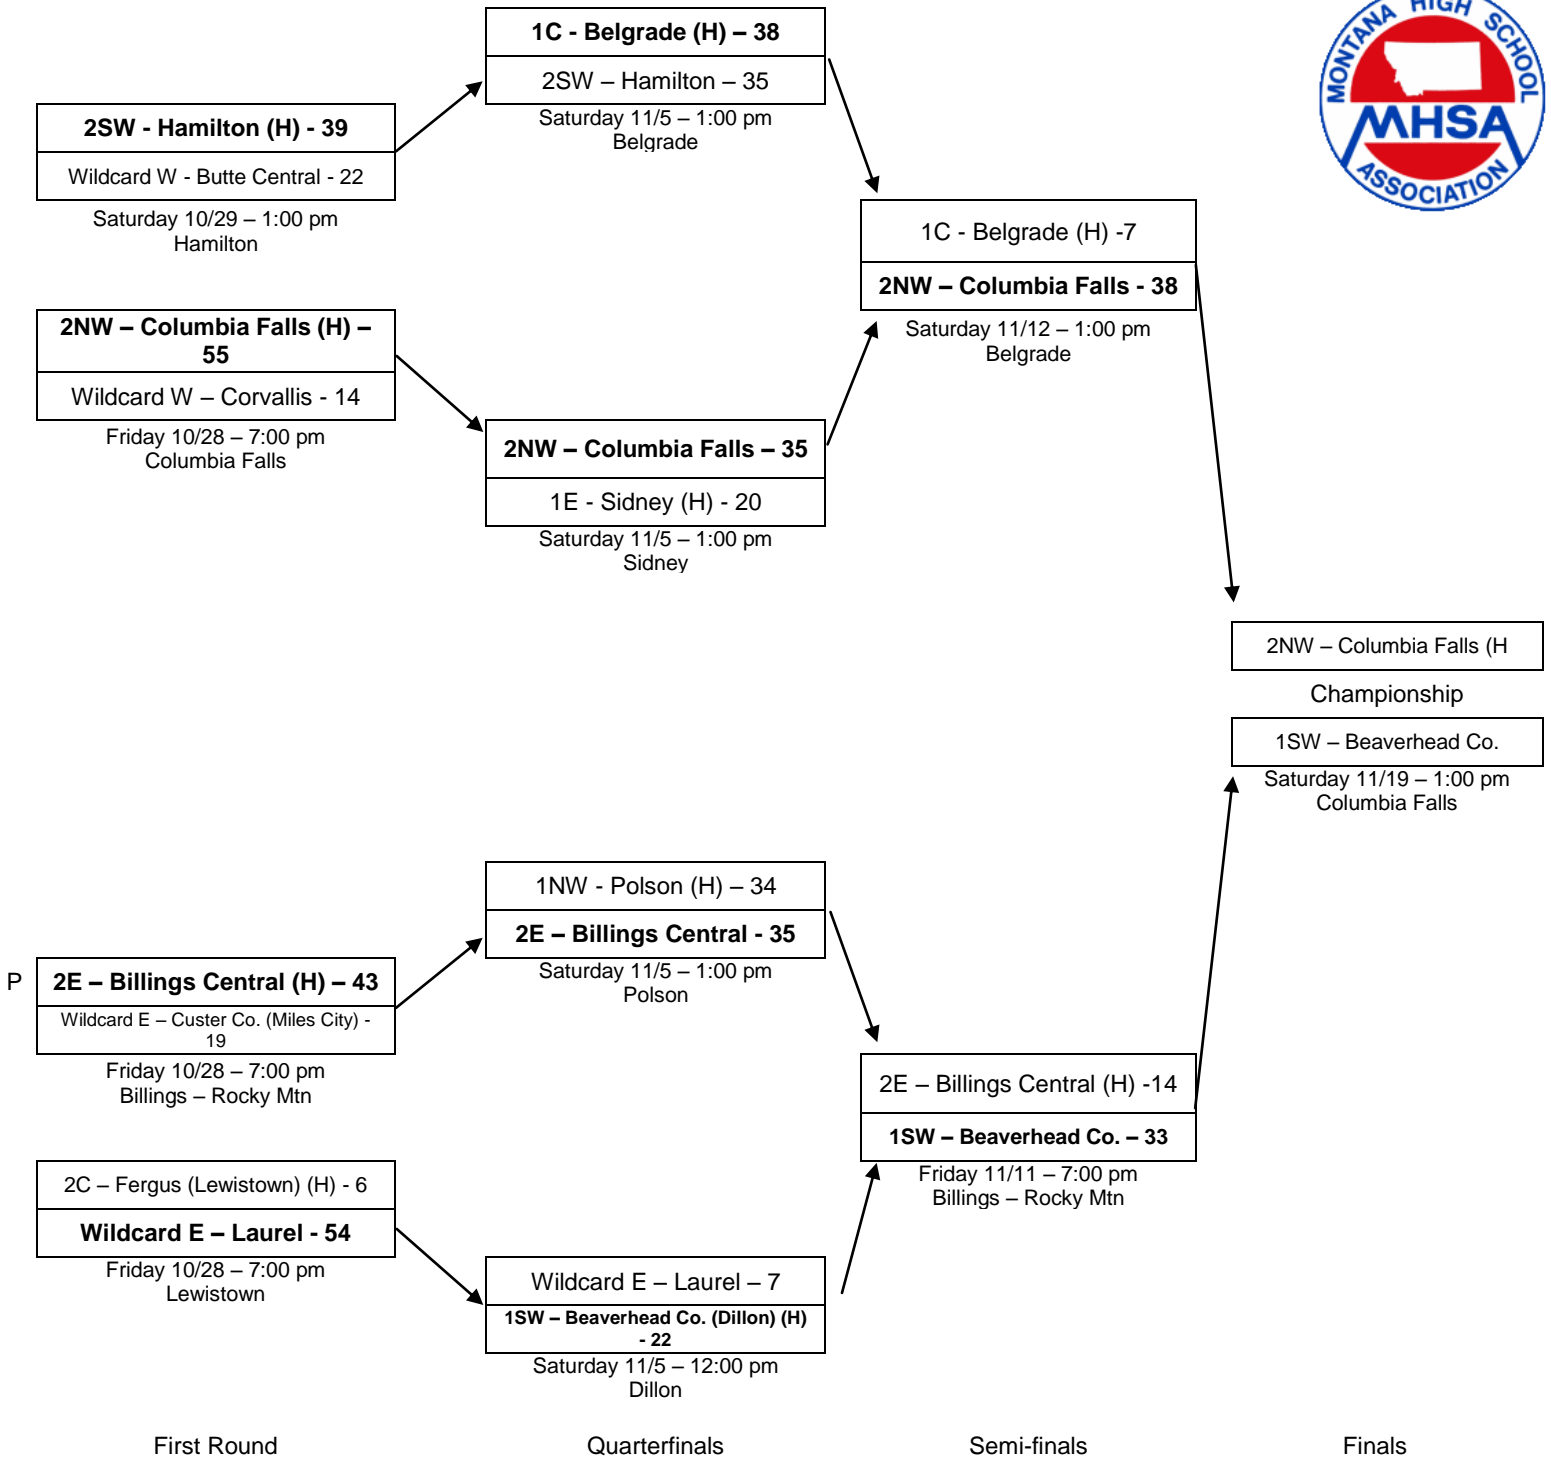 MONTANA HIGH SCHOOL
MHSA
ASSOCIATION
1C - Belgrade (H) – 38
2SW – Hamilton – 35
Saturday 11/5 – 1:00 pm
Belgrade
2SW - Hamilton (H) - 39
Wildcard W - Butte Central - 22
Saturday 10/29 – 1:00 pm
Hamilton
1C - Belgrade (H) -7
2NW – Columbia Falls - 38
Saturday 11/12 – 1:00 pm
Belgrade
2NW – Columbia Falls (H) –
55
Wildcard W – Corvallis - 14
Friday 10/28 – 7:00 pm
Columbia Falls
2NW – Columbia Falls – 35
1E - Sidney (H) - 20
Saturday 11/5 – 1:00 pm
Sidney
2NW – Columbia Falls (H
Championship
1SW – Beaverhead Co.
Saturday 11/19 – 1:00 pm
Columbia Falls
1NW - Polson (H) – 34
2E – Billings Central - 35
Saturday 11/5 – 1:00 pm
Polson
P
2E – Billings Central (H) – 43
Wildcard E – Custer Co. (Miles City) -
19
Friday 10/28 – 7:00 pm
Billings – Rocky Mtn
2E – Billings Central (H) -14
1SW – Beaverhead Co. – 33
Friday 11/11 – 7:00 pm
Billings – Rocky Mtn
2C – Fergus (Lewistown) (H) - 6
Wildcard E – Laurel - 54
Friday 10/28 – 7:00 pm
Lewistown
Wildcard E – Laurel – 7
1SW – Beaverhead Co. (Dillon) (H)
- 22
Saturday 11/5 – 12:00 pm
Dillon
First Round
Quarterfinals
Semi-finals
Finals